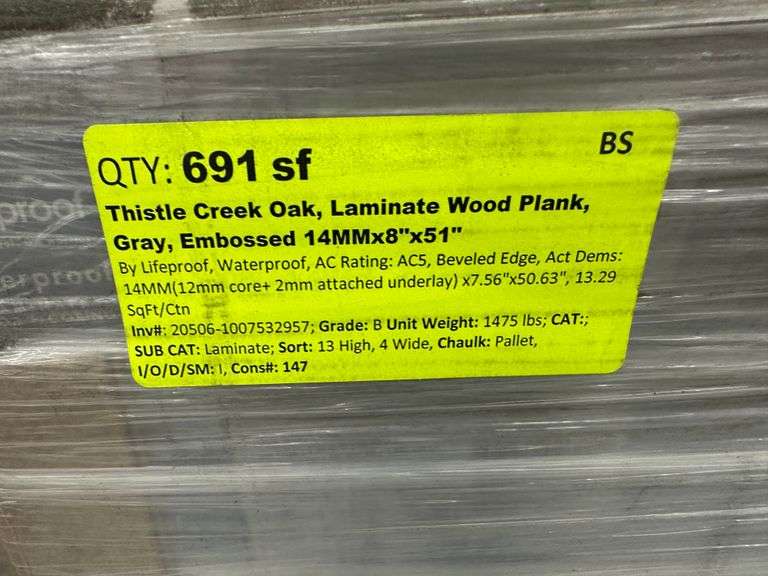 QTY: 691 sf
BS
Thistle Creek Oak, Laminate Wood Plank,
Gray, Embossed 14MMx8"x51"
By Lifeproof, Waterproof, AC Rating: AC5, Beveled Edge, Act Dems:
14MM(12mm core+ 2mm attached underlay) x7.56"x50.63", 13.29
SqFt/Ctn
Inv#: 20506-1007532957; Grade: B Unit Weight: 1475 lbs; CAT:;
SUB CAT: Laminate; Sort: 13 High, 4 Wide, Chaulk: Pallet,
I/O/D/SM: I, Cons#: 147
proof
erproof